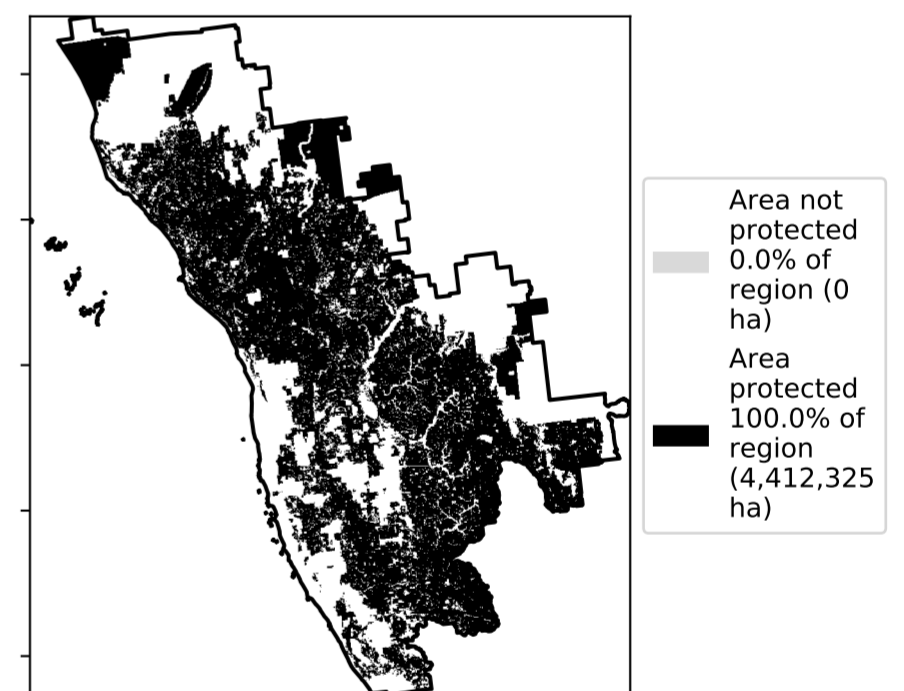 Area not
protected
0.0% of
region (0
ha)
Area
protected
100.0% of
region
(4,412,325
ha)